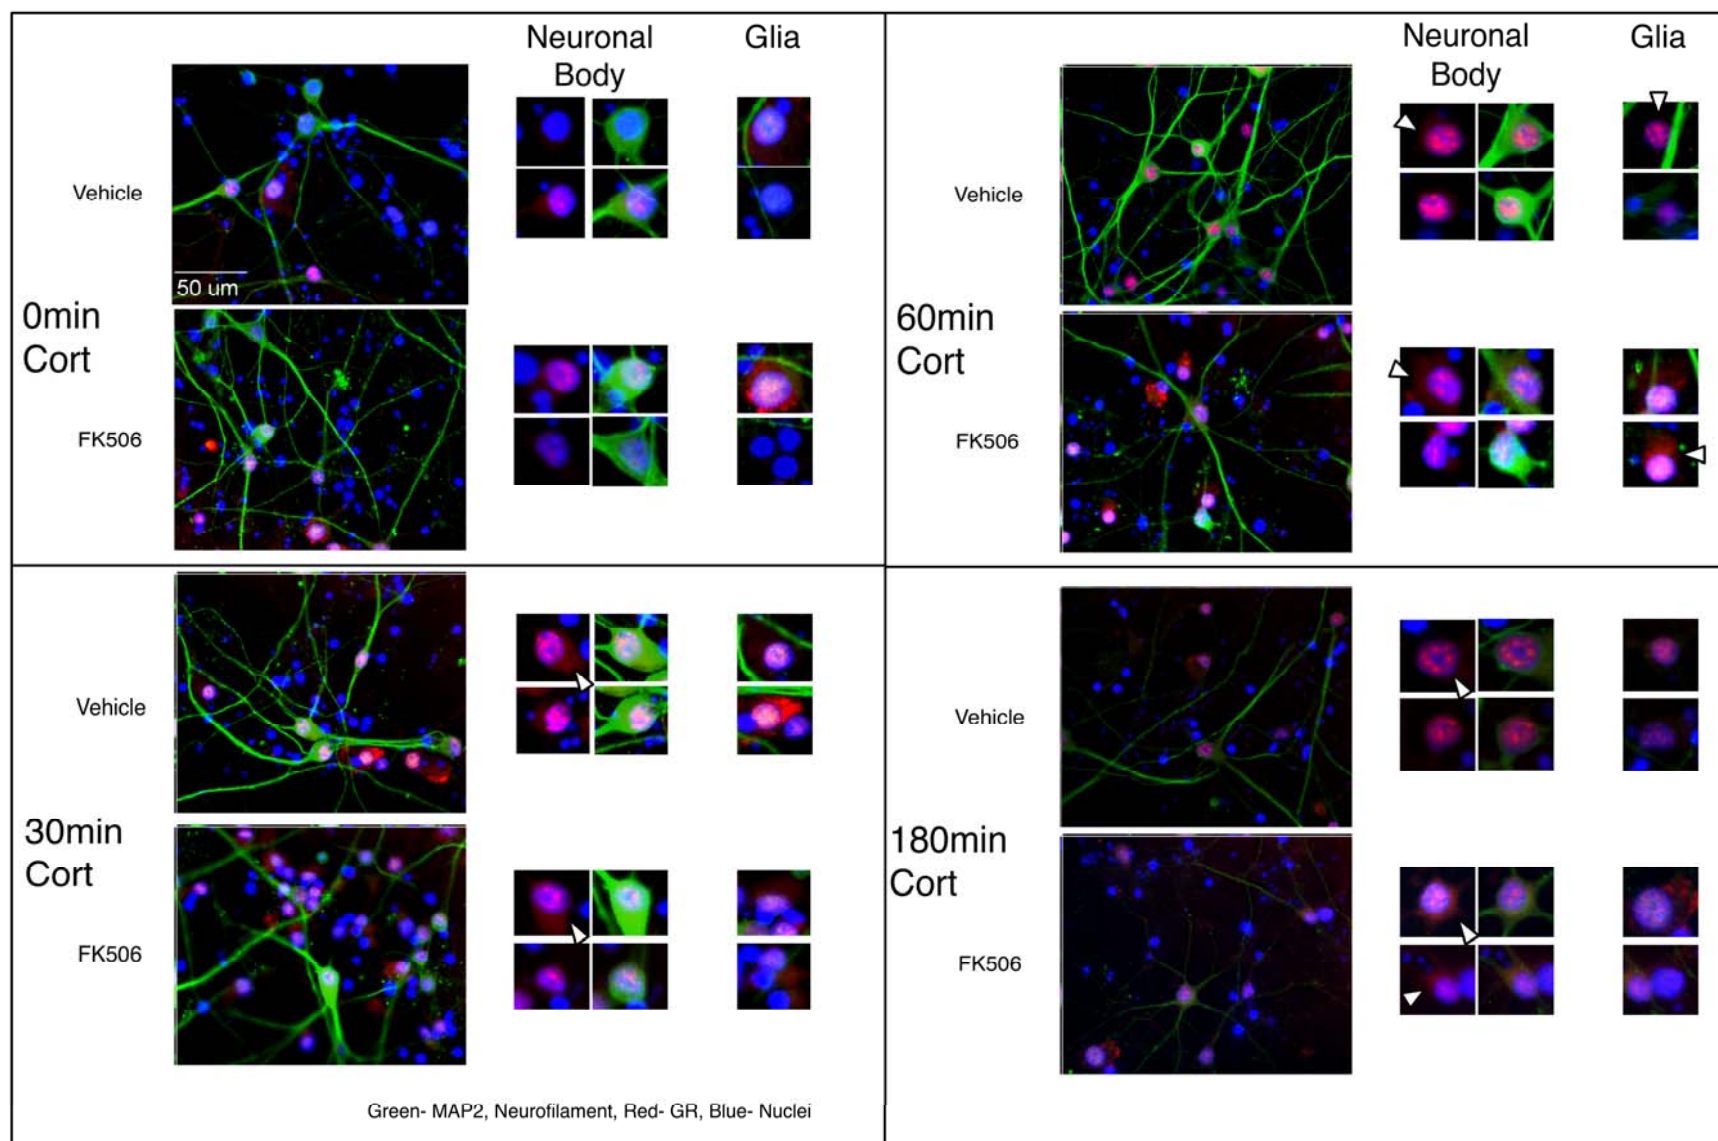 Neuronal
Body
Glia
Vehicle
50 um
0min
Cort
FK506
Neuronal
Body
Glia
Vehicle
60min
Cort
FK506
Vehicle
30min
Cort
FK506
Green- MAP2, Neurofilament, Red- GR, Blue- Nuclei
Vehicle
180min
Cort
FK506